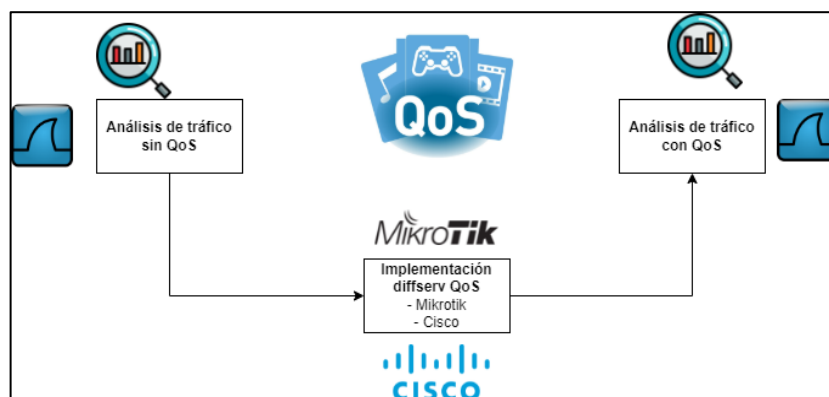 Análisis de tráfico
sin QoS
QoS
Análisis de tráfico
con QoS
MikroTik
Implementación
diffserv QoS
- Mikrotik
- Cisco
CISCO